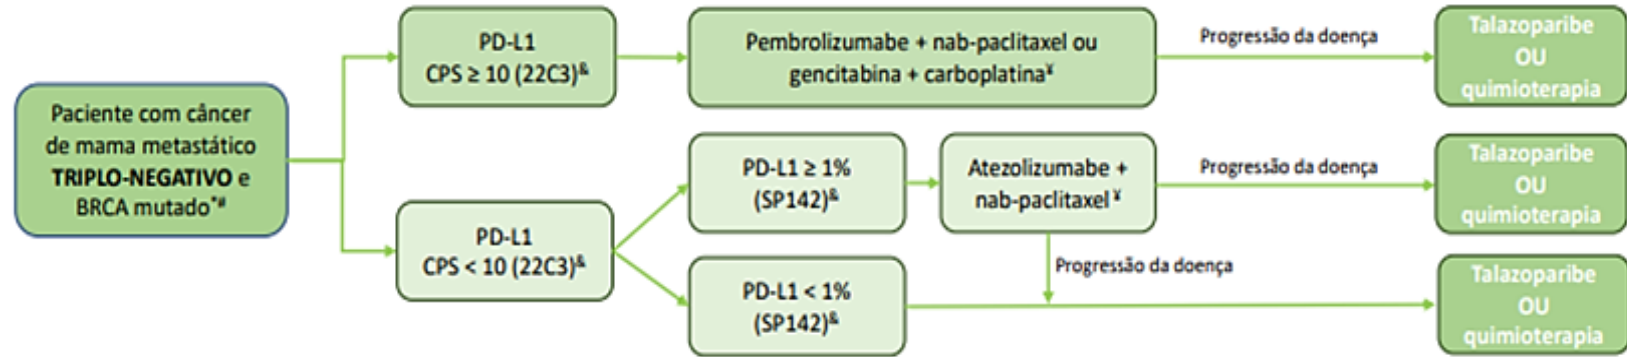 Paciente com câncer
de mama metastático
TRIPLO-NEGATIVO e
BRCA mutado*#
PD-L1
CPS ≥ 10 (22C3)&
Pembrolizumabe + nab-paclitaxel ou
gencitabina + carboplatina¥
Progressão da doença
Talazoparibe
OU
quimioterapia
PD-L1
CPS < 10 (22C3)&
PD-L1 ≥ 1%
(SP142)&
Atezolizumabe +
nab-paclitaxel ¥
Progressão da doença
Talazoparibe
OU
quimioterapia
PD-L1 < 1%
(SP142)&
Progressão da doença
Talazoparibe
OU
quimioterapia